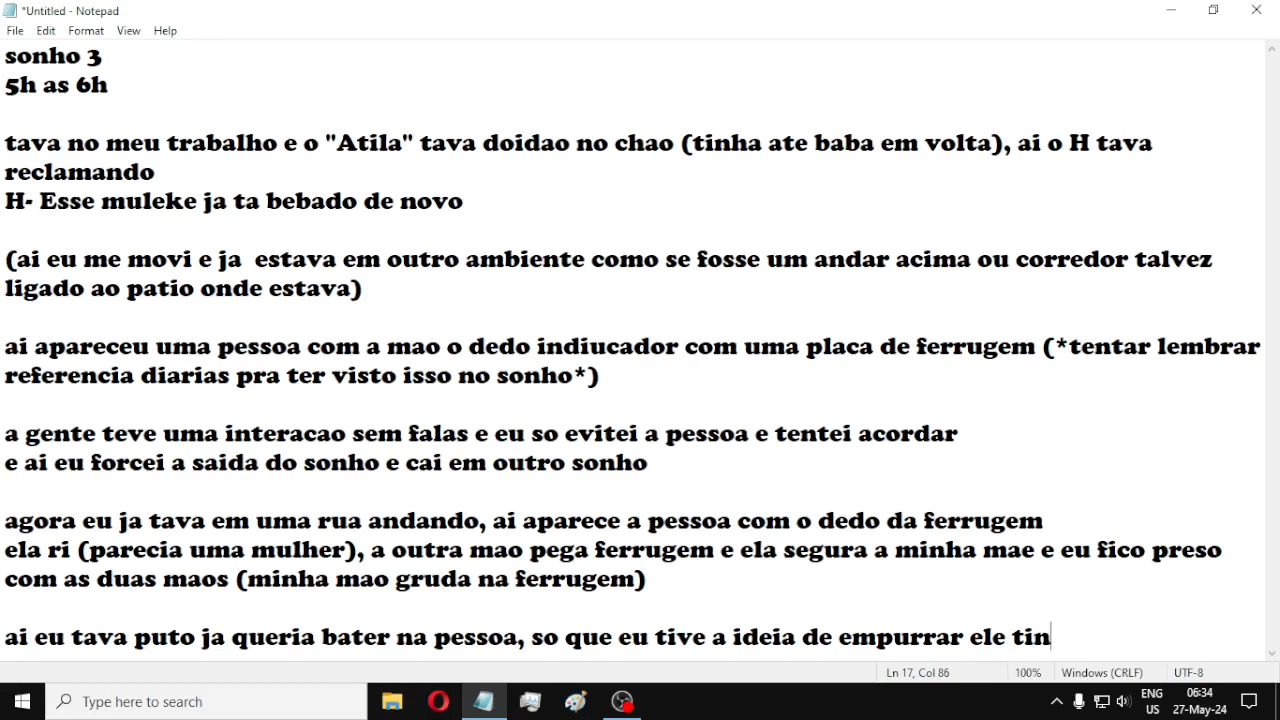 *Untitled - Notepad
File Edit Format View Help
sonho 3
5h as 6h
tava no meu trabalho e o "Atila" tava doidao no chao (tinha ate baba em volta), ai o H tava
reclamando
H- Esse muleke ja ta bebado de novo
(ai eu me movi e ja  estava em outro ambiente como se fosse um andar acima ou corredor talvez
ligado ao patio onde estava)
ai apareceu uma pessoa com a mao o dedo indiucador com uma placa de ferrugem (*tentar lembrar
referencia diarias pra ter visto isso no sonho*)
a gente teve uma interacao sem falas e eu so evitei a pessoa e tentei acordar
e ai eu forcei a saida do sonho e cai em outro sonho
agora eu ja tava em uma rua andando, ai aparece a pessoa com o dedo da ferrugem
ela ri (parecia uma mulher), a outra mao pega ferrugem e ela segura a minha mae e eu fico preso
com as duas maos (minha mao gruda na ferrugem)
ai eu tava puto ja queria bater na pessoa, so que eu tive a ideia de empurrar ele tin
Ln 17, Col 86 100% Windows (CRLF) UTF-8
Type here to search
ENG 06:34
US 27-May-24